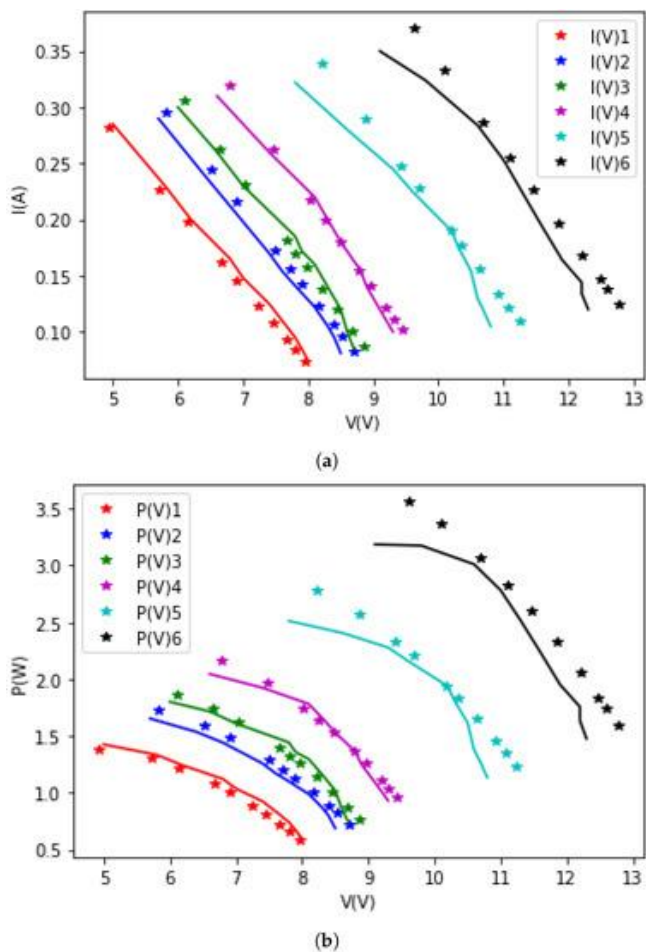 I(A)
0.35
0.30
0.25
0.20
0.15
0.10
I(V)1
I(V)2
I(V)3
I(V)4
I(V)5
I(V)6
5 6 7 8 9 10 11 12 13
V(V)
(a)
P(W)
3.5
3.0
2.5
2.0
1.5
1.0
0.5
P(V)1
P(V)2
P(V)3
P(V)4
P(V)5
P(V)6
5 6 7 8 9 10 11 12 13
V(V)
(b)